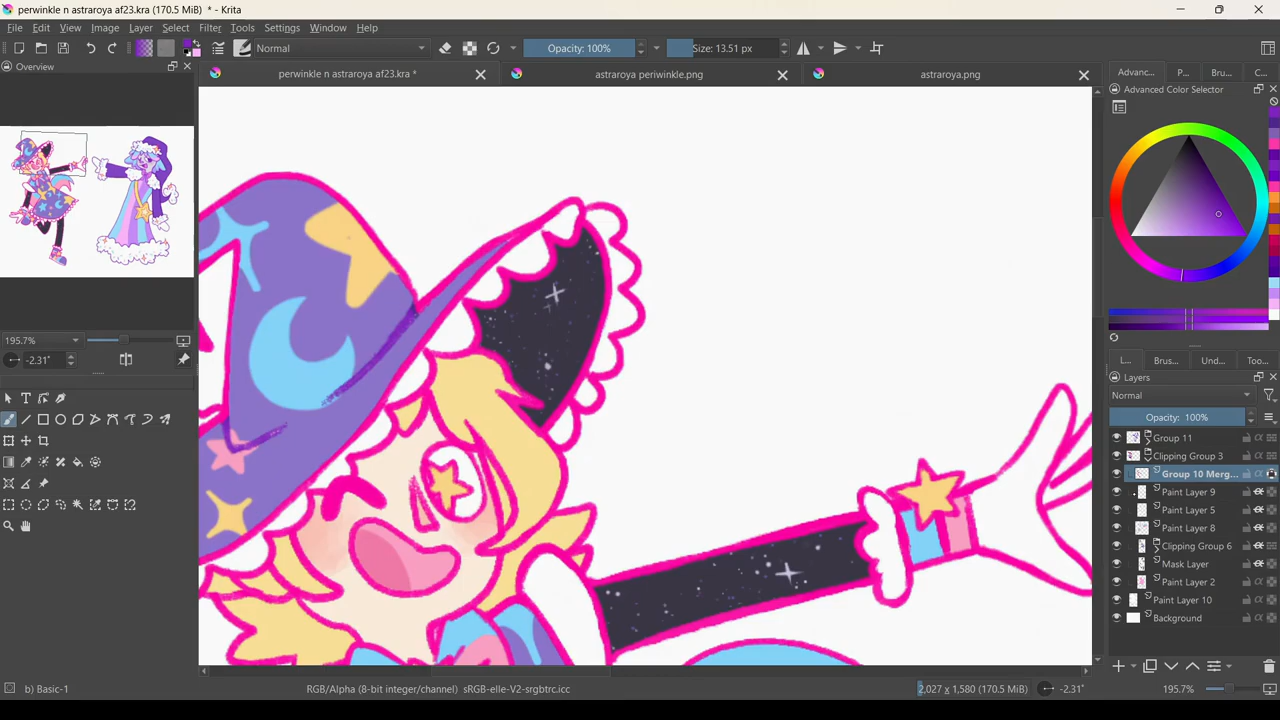 perwinkle n astraroya af23.kra (170.5 MiB) * - Krita
File Edit View Image Layer Select Filter Tools Settings Window Help
Normal Opacity: 100% Size: 13.51 px
Overview
perwinkle n astraroya af23.kra *
astraroya periwinkle.png
astraroya.png
Advanc... P... Bru... C...
Advanced Color Selector
195.7%
-2.31°
L... Brus... Und... Too...
Layers
Normal
Opacity: 100%
Group 11
Clipping Group 3
Group 10 Merg...
Paint Layer 9
Paint Layer 5
Paint Layer 8
Clipping Group 6
Mask Layer
Paint Layer 2
Paint Layer 10
Background
b) Basic-1
RGB/Alpha (8-bit integer/channel) sRGB-elle-V2-srgbtrc.icc
2,027 x 1,580 (170.5 MiB)
-2.31°
195.7%